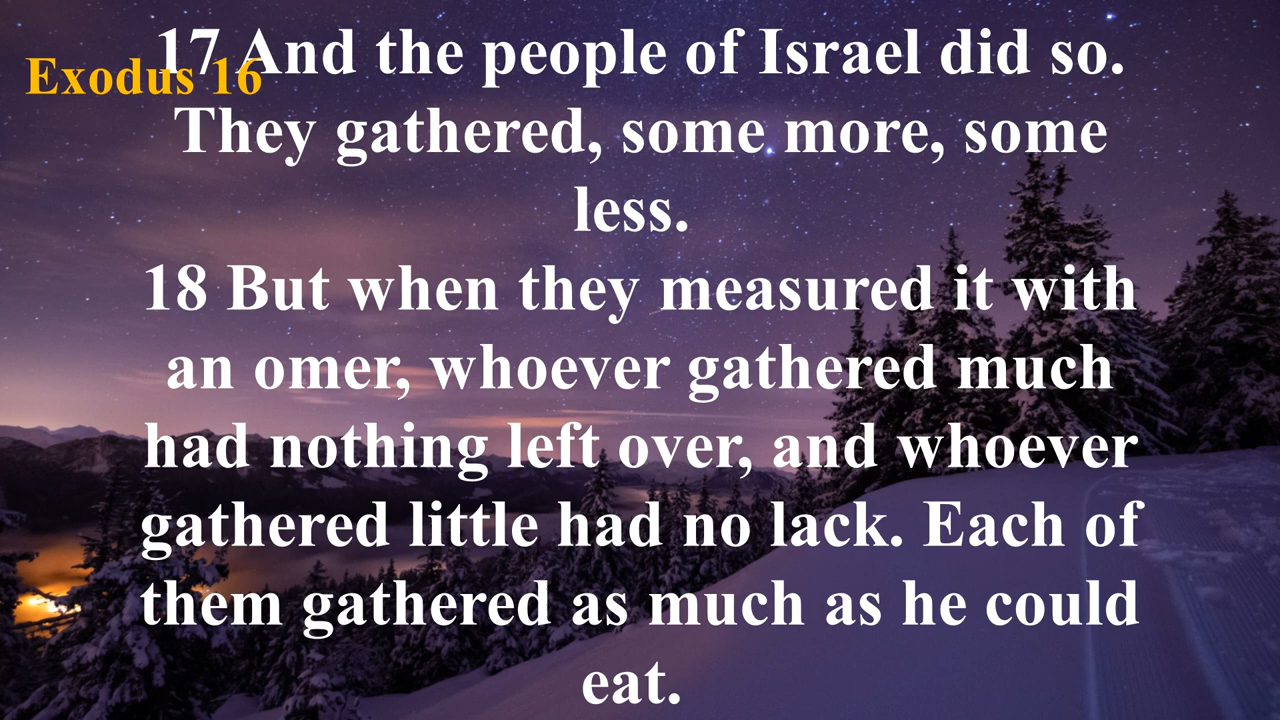 Exodus 16
17 And the people of Israel did so.
They gathered, some more, some
less.
18 But when they measured it with
an omer, whoever gathered much
had nothing left over, and whoever
gathered little had no lack. Each of
them gathered as much as he could
eat.